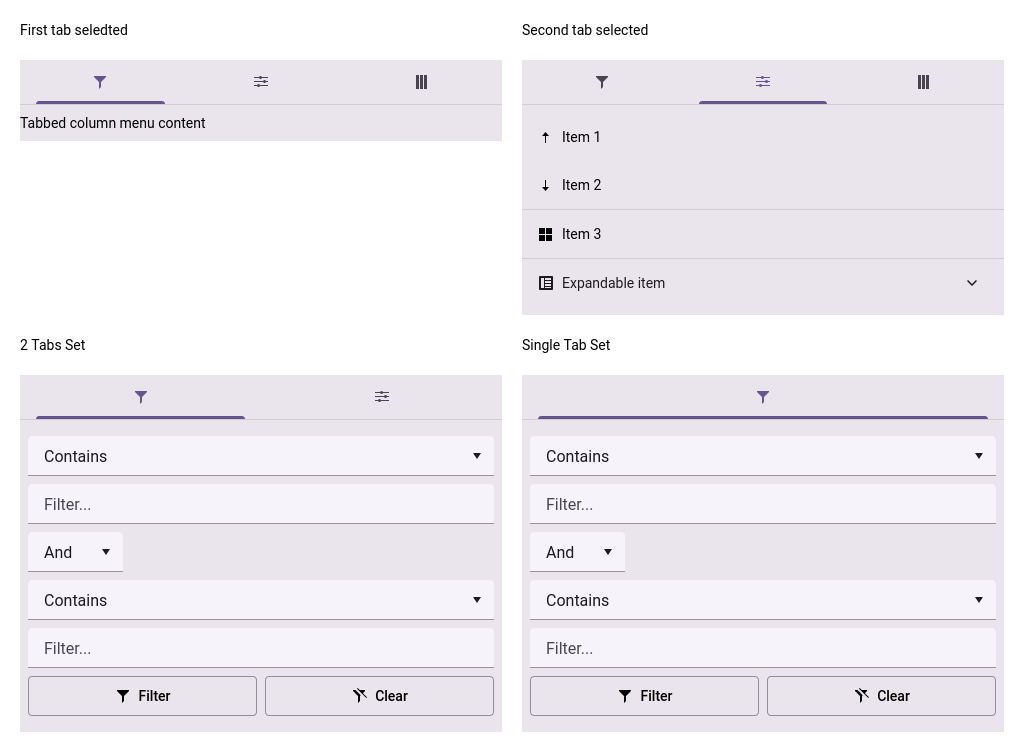 First tab seledted
Tabbed column menu content
Second tab selected
Item 1
Item 2
Item 3
Expandable item
2 Tabs Set
Contains
Filter...
And
Contains
Filter...
Filter
Clear
Single Tab Set
Contains
Filter...
And
Contains
Filter...
Filter
Clear